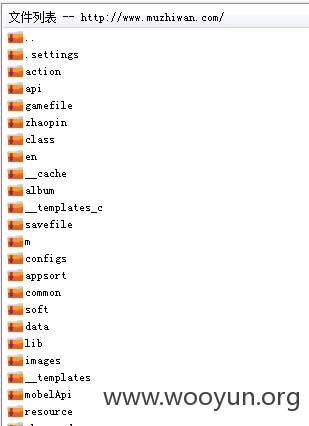 文件列表 -- http://www.muzhiwan.com/
..
.settings
action
api
gamefile
zhaopin
class
en
__cache
album
__templates_c
savefile
m
configs
appsort
common
soft
data
lib
images
__templates
mobelApi
resource
www.wooyun.org